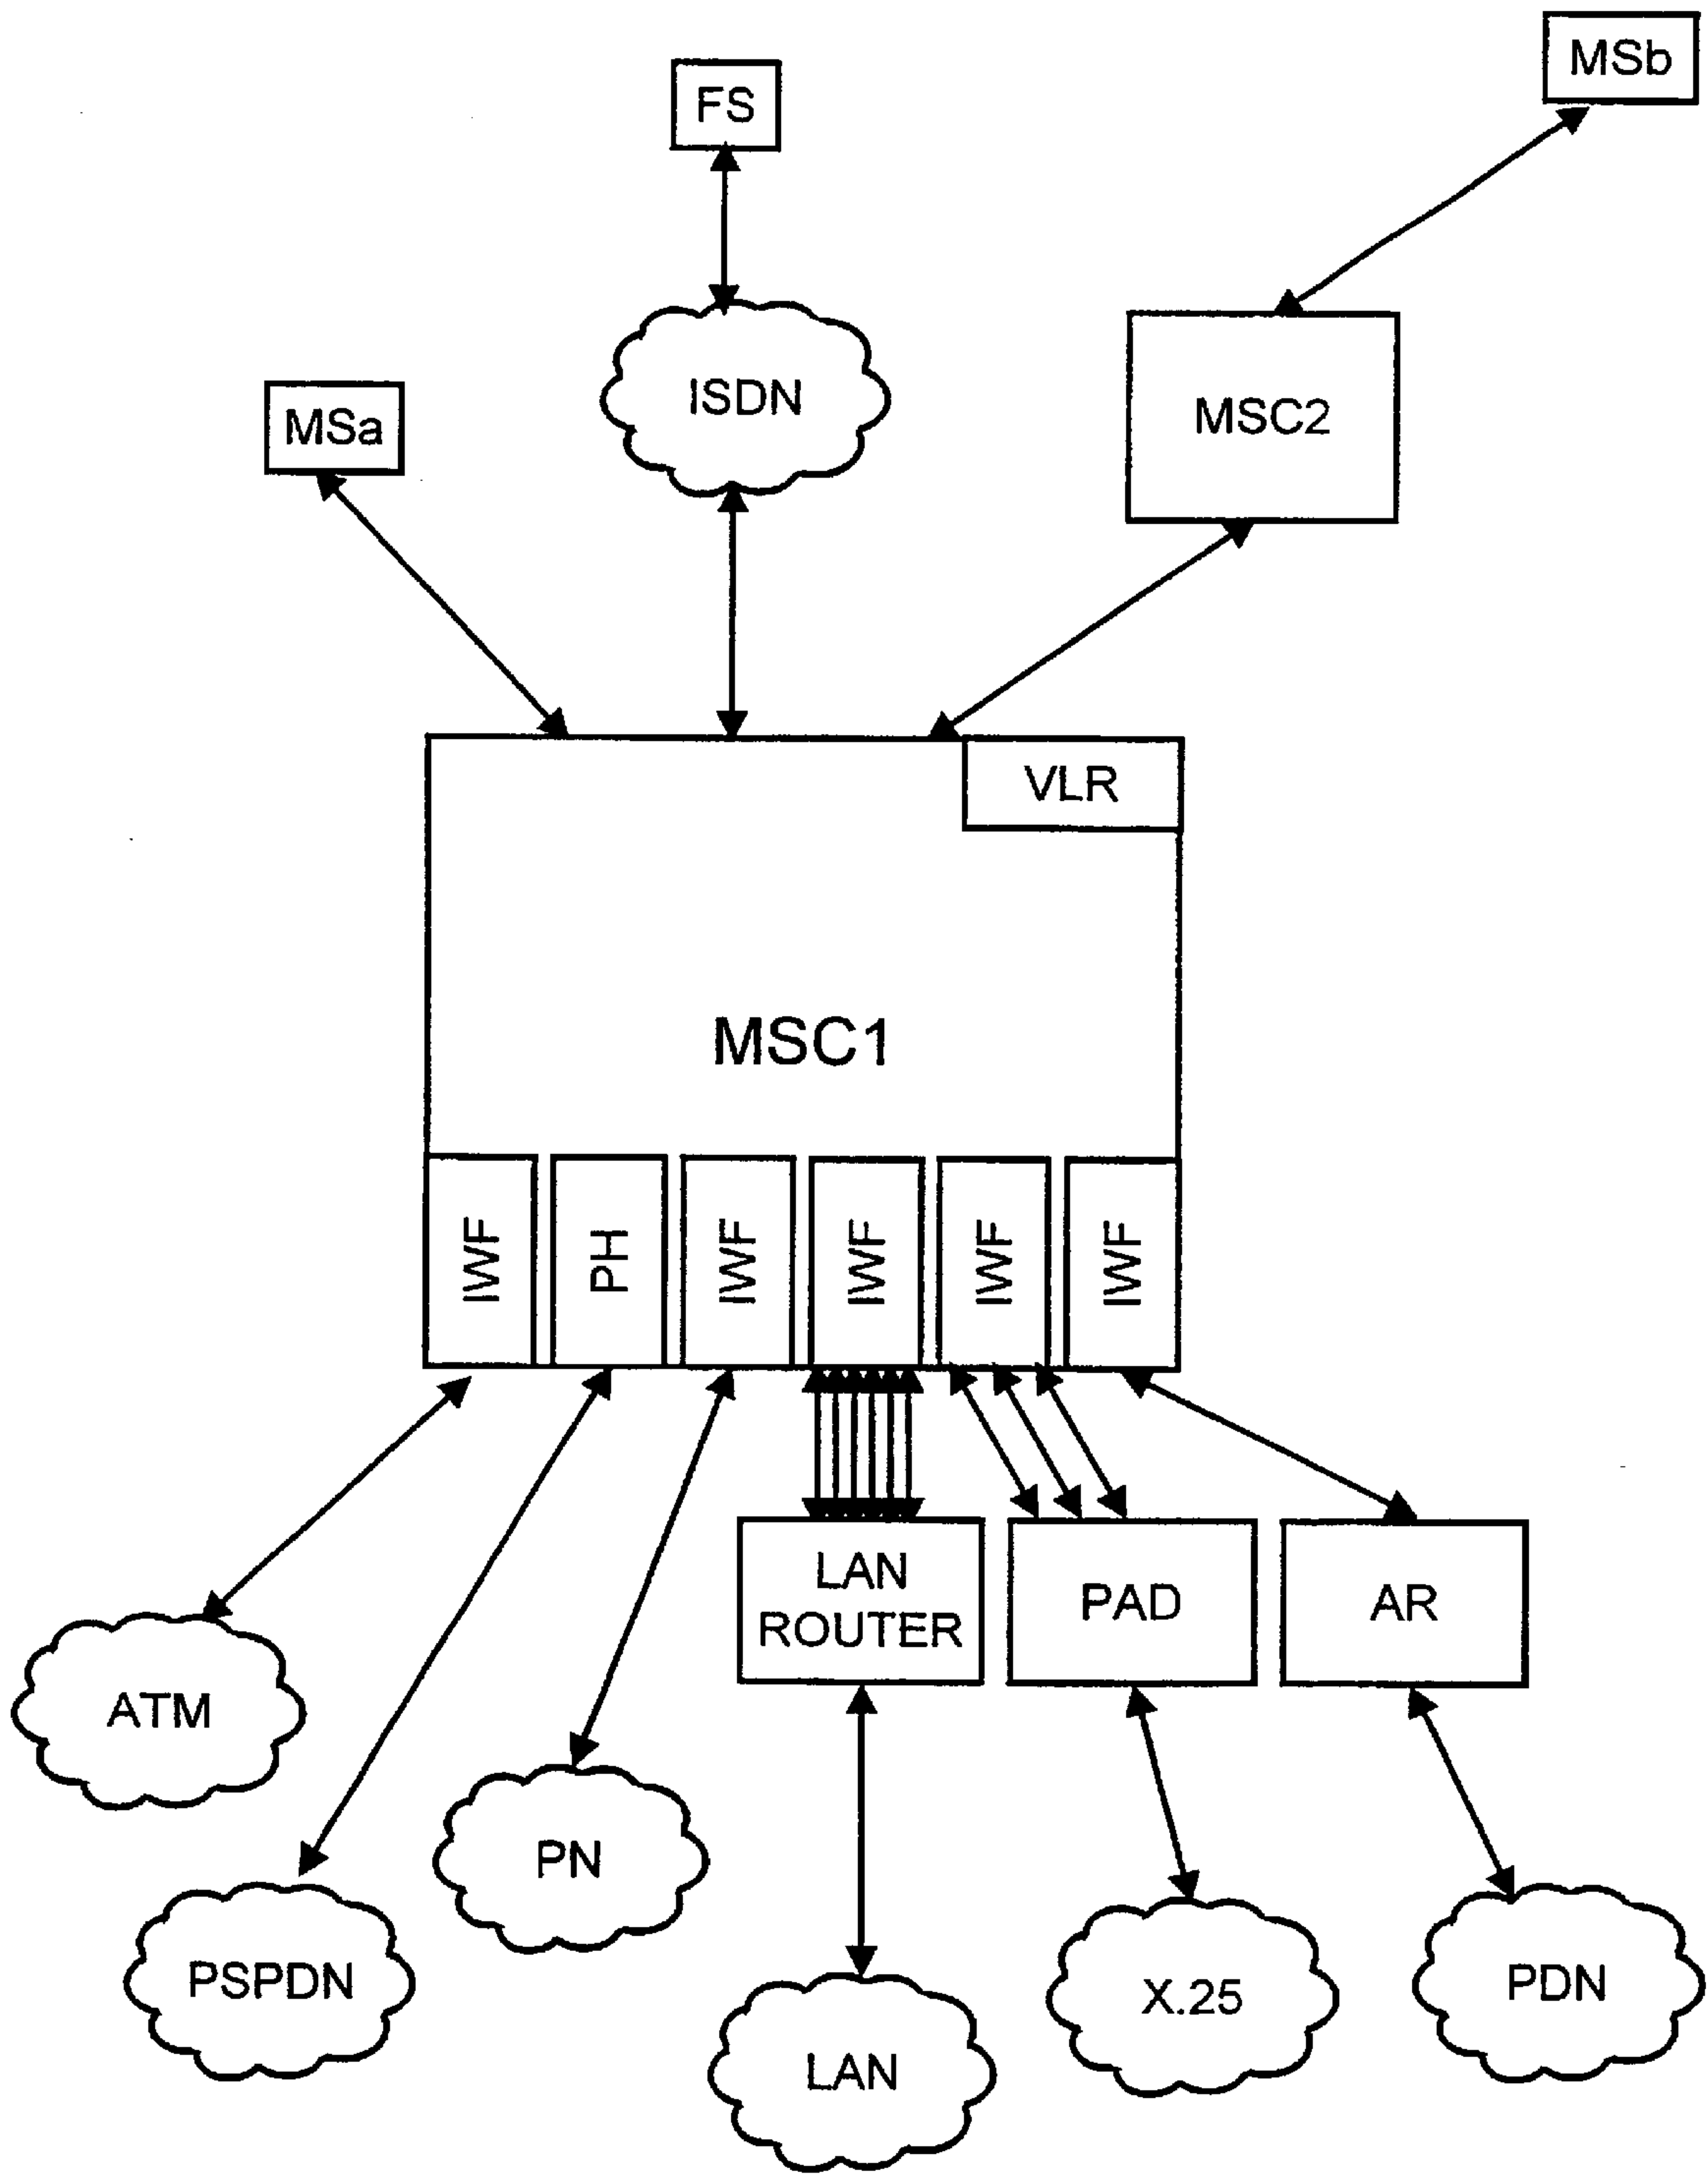 MSb
FS
ISDN
MSC2
MSa
VLR
MSC1
IWF
PH
IWF
IWF
IWF
IWF
LAN
ROUTER
PAD
AR
ATM
PN
PSPDN
X.25
PDN
LAN